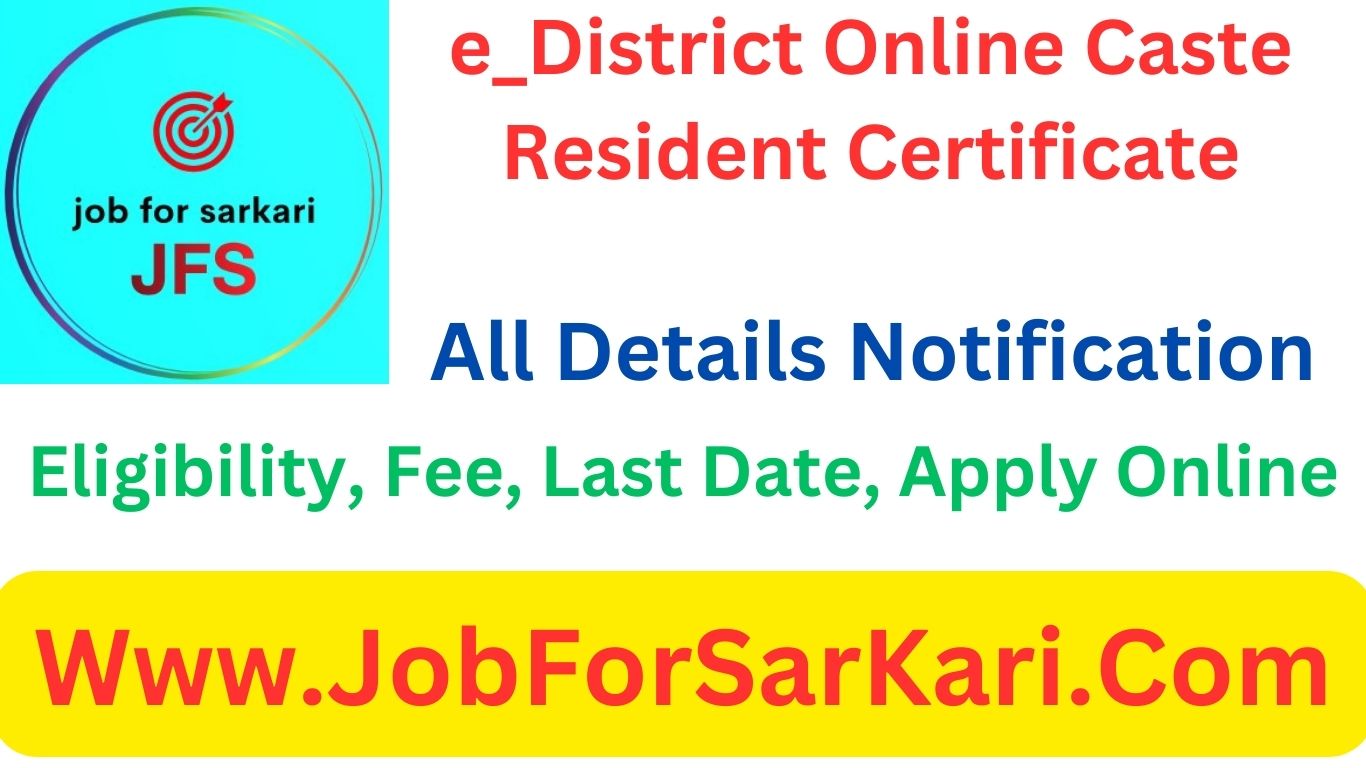 job for sarkari
JFS
e_District Online Caste
Resident Certificate
All Details Notification
Eligibility, Fee, Last Date, Apply Online
Www.JobForSarKari.Com